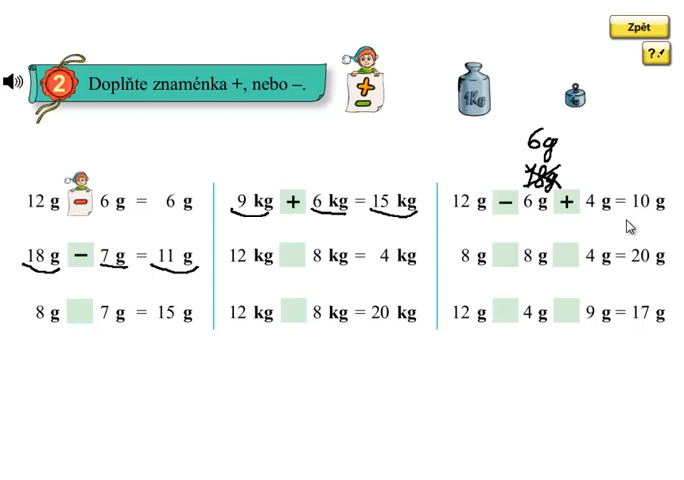 Zpět
?✓
2 Doplňte znaménka +, nebo –.
+
–
1Kg
6g
12 g – 6 g = 6 g
18 g – 7 g = 11 g
8 g 7 g = 15 g
9 kg + 6 kg = 15 kg
12 kg 8 kg = 4 kg
12 kg 8 kg = 20 kg
12 g – 6 g + 4 g = 10 g
8 g 8 g 4 g = 20 g
12 g 4 g 9 g = 17 g